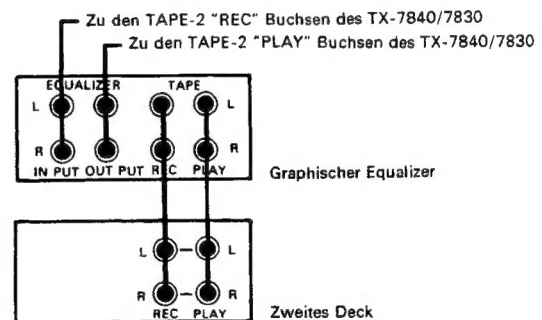 Zu den TAPE-2 "REC" Buchsen des TX-7840/7830
Zu den TAPE-2 "PLAY" Buchsen des TX-7840/7830
EQUALIZER TAPE
L L
R R
IN PUT OUT PUT REC PLAY
Graphischer Equalizer
L L
R R
REC PLAY
Zweites Deck